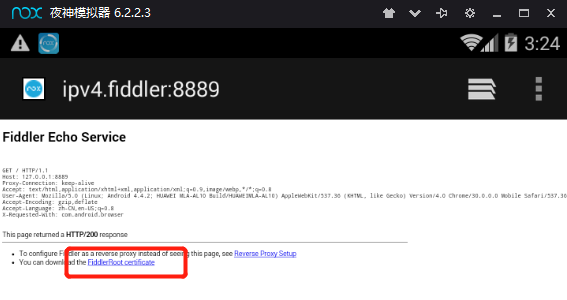 nox 夜神模拟器 6.2.2.3
nox 3:24
nox ipv4.fiddler:8889
Fiddler Echo Service
GET / HTTP/1.1
Host: 127.0.0.1:8889
Proxy-Connection: keep-alive
Accept: text/html,application/xhtml+xml,application/xml;q=0.9,image/webp,*/*;q=0.8
User-Agent: Mozilla/5.0 (Linux; Android 4.4.2; HUAWEI MLA-AL10 Build/HUAWEIMLA-AL10) AppleWebKit/537.36 (KHTML, like Gecko) Version/4.0 Chrome/30.0.0.0 Mobile Safari/537.36
Accept-Encoding: gzip,deflate
Accept-Language: zh-CN,en-US;q=0.8
X-Requested-With: com.android.browser
This page returned a HTTP/200 response
• To configure Fiddler as a reverse proxy instead of seeing this page, see Reverse Proxy Setup
• You can download the FiddlerRoot certificate